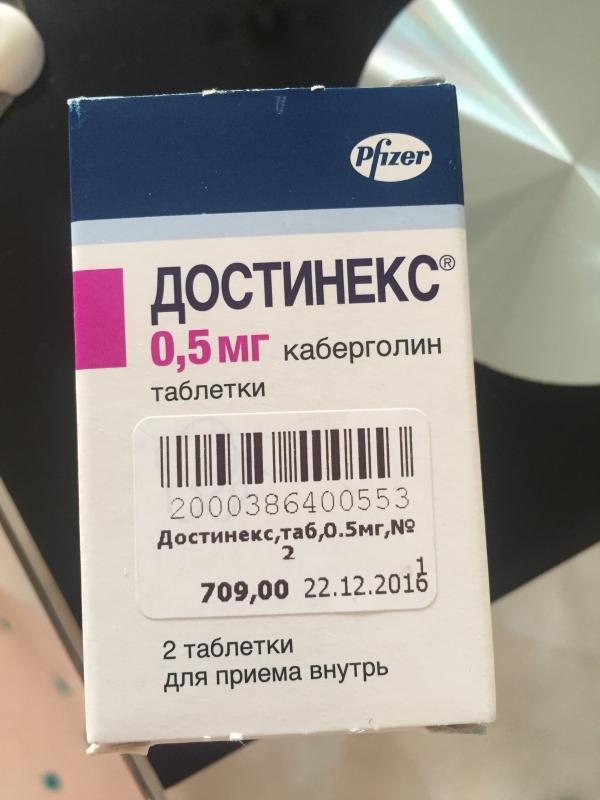 Pfizer
ДОСТИНЕКС®
0,5 мг каберголин
таблетки
2000386400553
Достинекс,таб,0.5мг,№
2
1
709,00 22.12.2016
2 таблетки
для приема внутрь